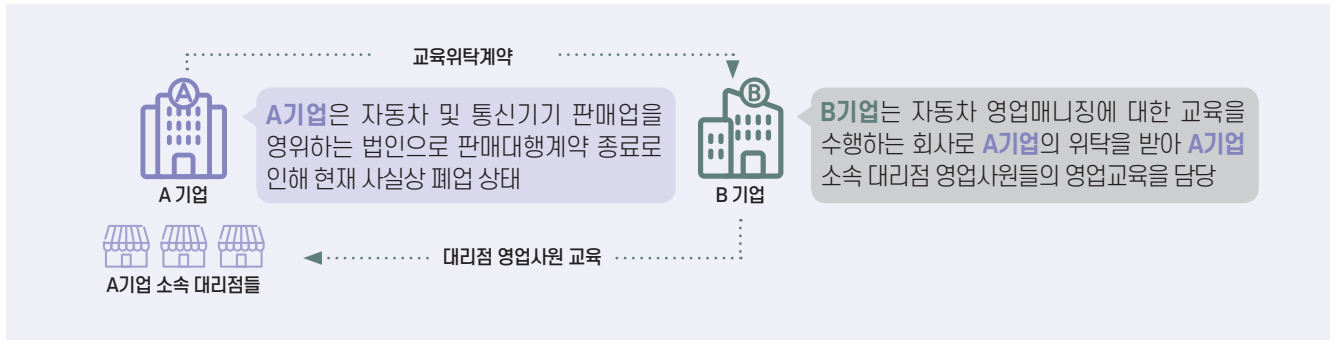 교육위탁계약
A
A기업은 자동차 및 통신기기 판매업을
영위하는 법인으로 판매대행계약 종료로
인해 현재 사실상 폐업 상태
A 기업
B
B기업는 자동차 영업매니징에 대한 교육을
수행하는 회사로 A기업의 위탁을 받아 A기업
소속 대리점 영업사원들의 영업교육을 담당
B 기업
대리점 영업사원 교육
A기업 소속 대리점들